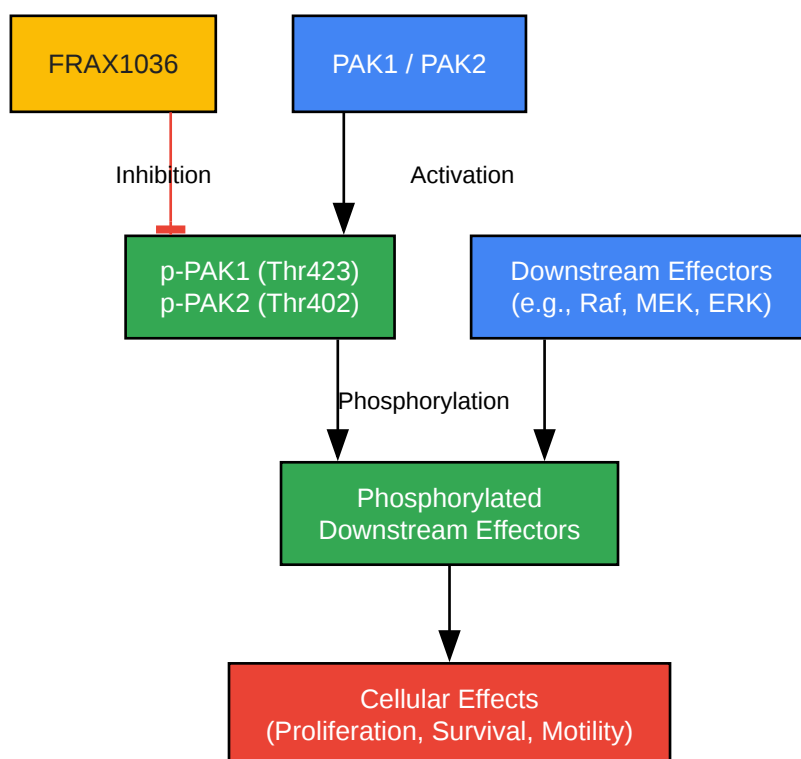 FRAX1036
PAK1 / PAK2
Inhibition
Activation
p-PAK1 (Thr423)
p-PAK2 (Thr402)
Downstream Effectors
(e.g., Raf, MEK, ERK)
Phosphorylation
Phosphorylated
Downstream Effectors
Cellular Effects
(Proliferation, Survival, Motility)